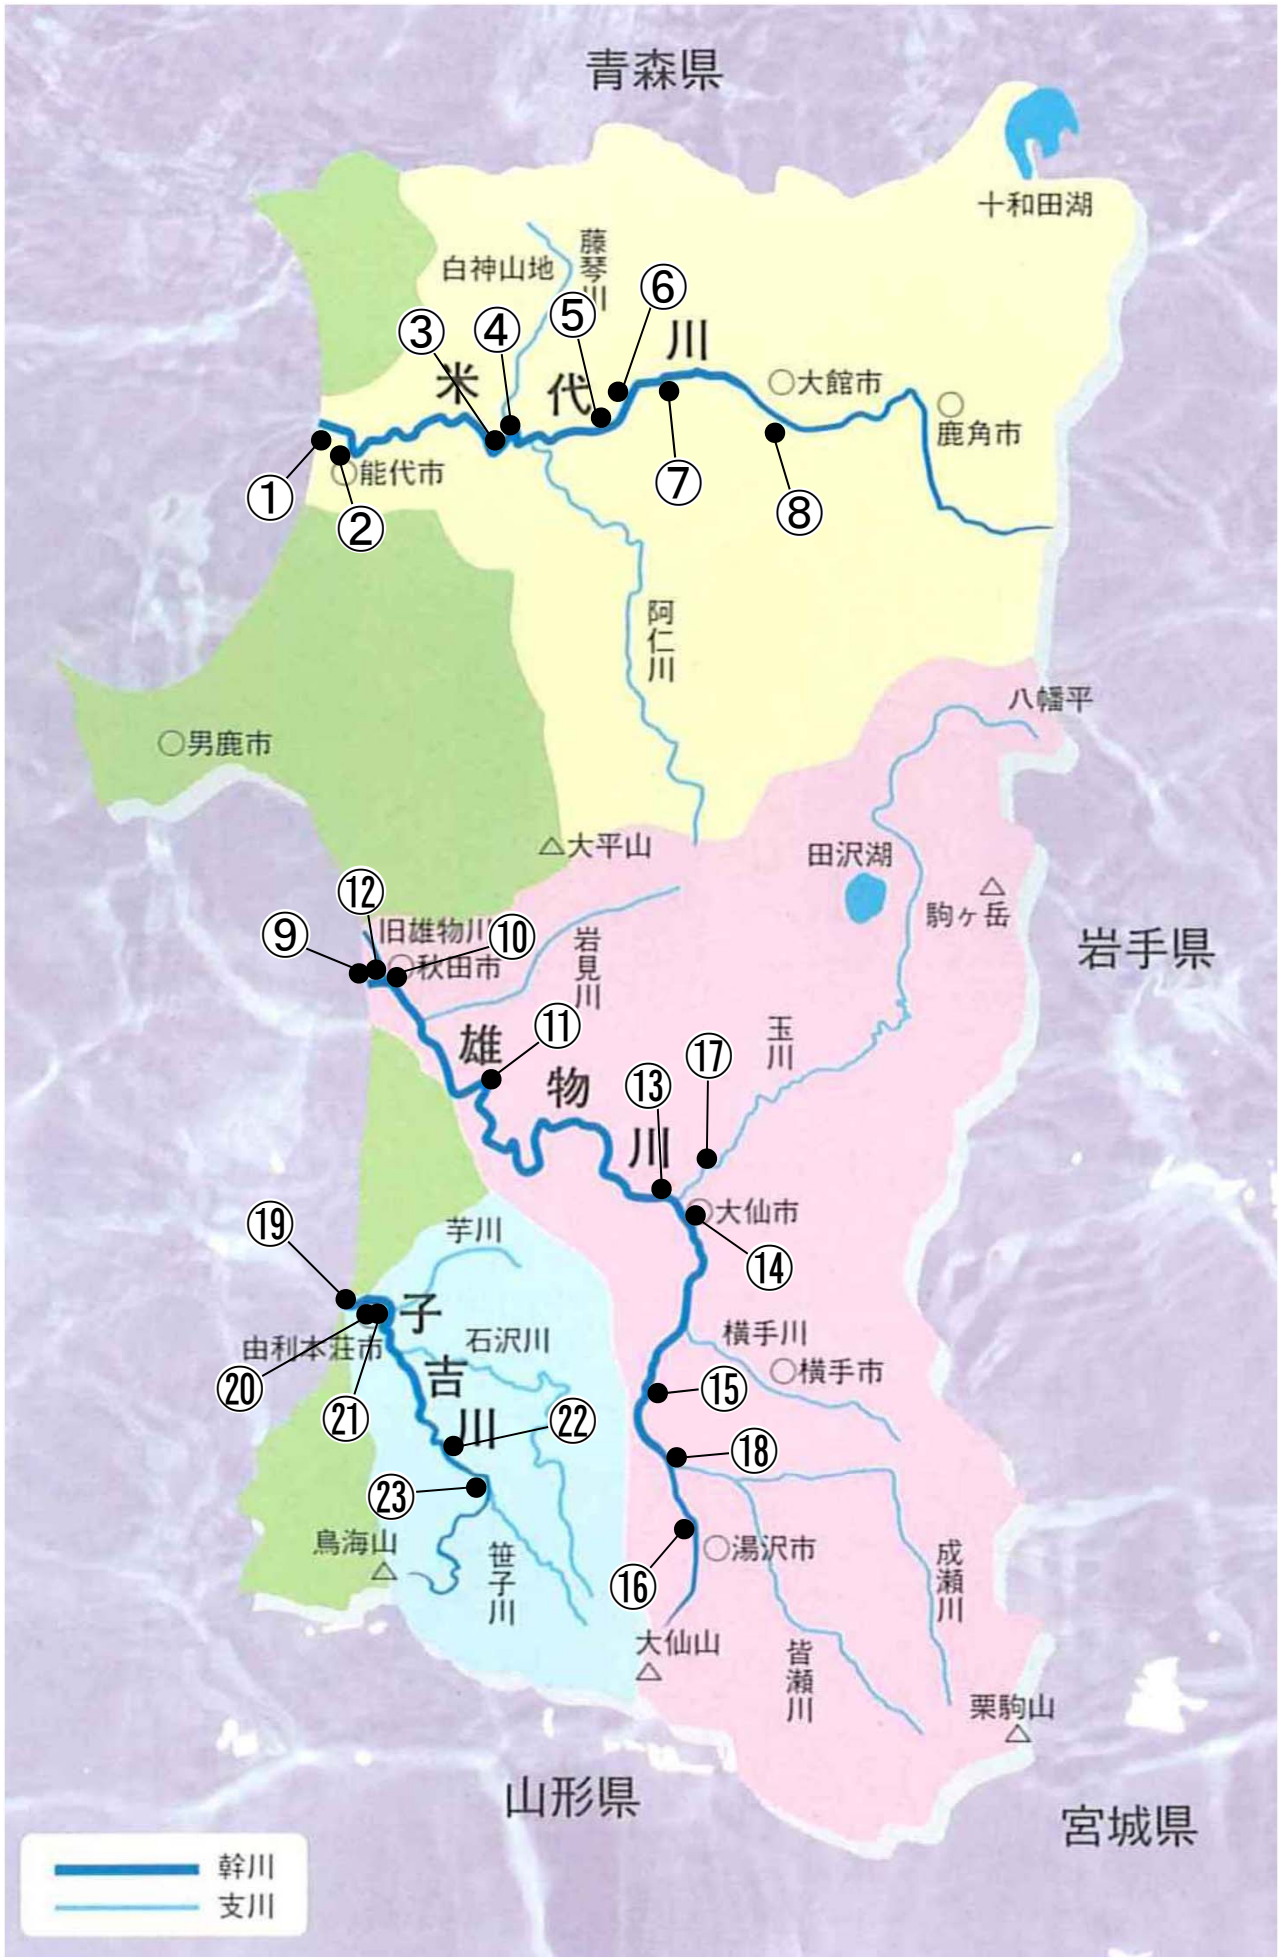 青森県
十和田湖
白神山地
藤琴川
⑥
⑤
④
③
米代川
○大館市
○
鹿角市
①
②
○能代市
⑦
⑧
阿仁川
八幡平
○男鹿市
△大平山
田沢湖
△
駒ヶ岳
岩手県
⑫
⑨
旧雄物川
⑩
○秋田市
岩見川
⑪
雄物川
玉川
⑰
⑬
○大仙市
⑭
⑲
芋川
子吉川
由利本荘市
石沢川
⑳
㉑
㉒
㉓
横手川
○横手市
⑮
⑱
○湯沢市
⑯
鳥海山
△
笹子川
成瀬川
大仙山
△
皆瀬川
栗駒山
△
山形県
宮城県
幹川
支川